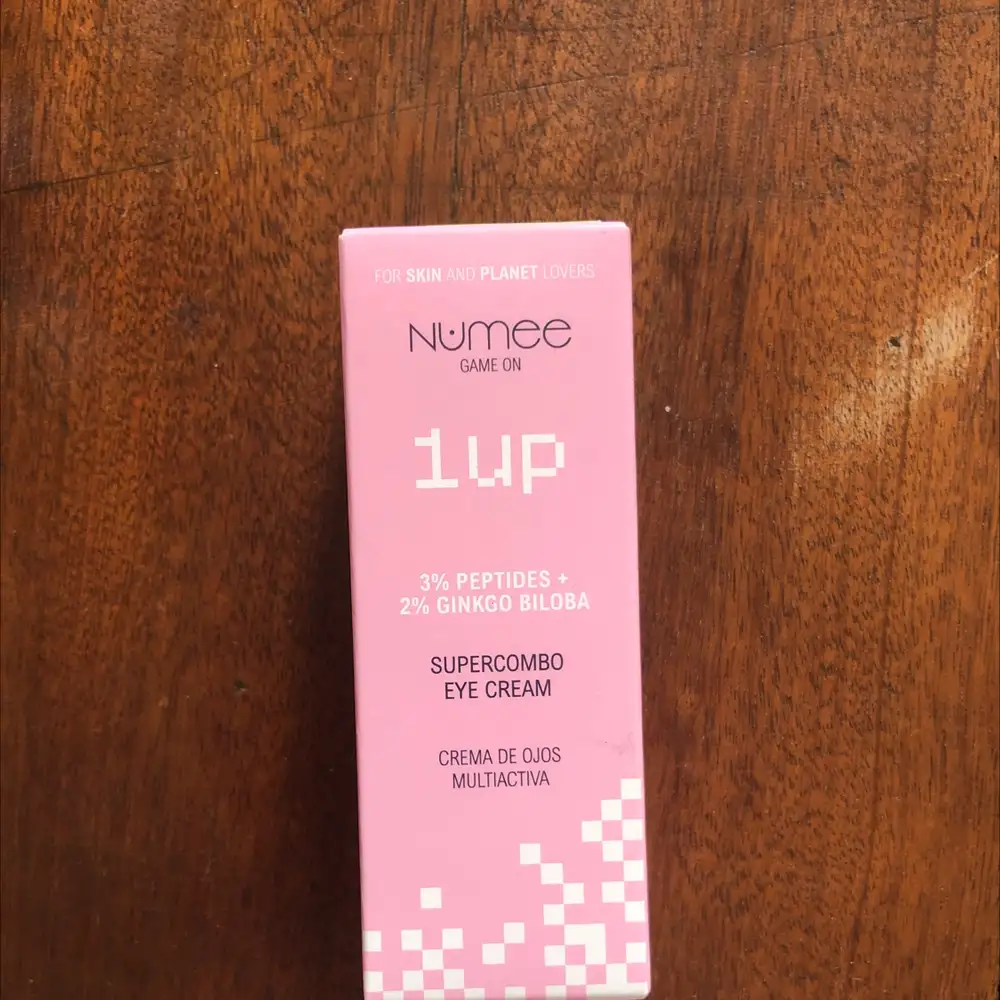 FOR SKIN AND PLANET LOVERS
NUMEE
GAME ON
1up
3% PEPTIDES +
2% GINKGO BILOBA
SUPERCOMBO
EYE CREAM
CREMA DE OJOS
MULTIACTIVA